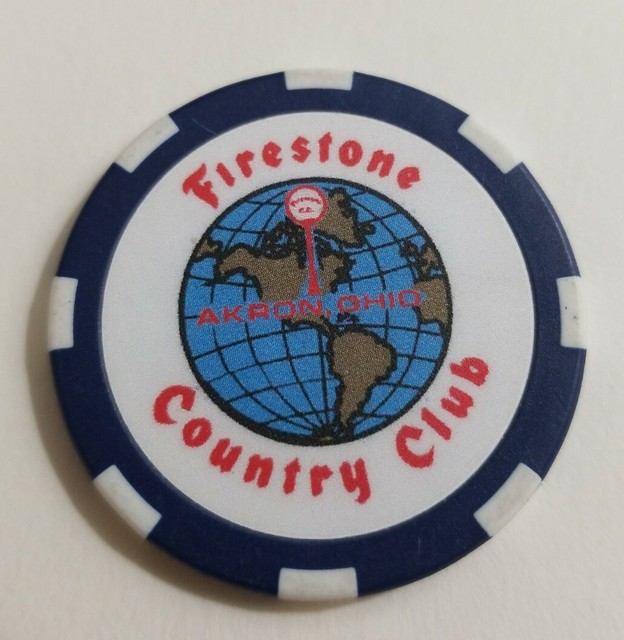 Firestone
AKRON, OHIO
Country Club